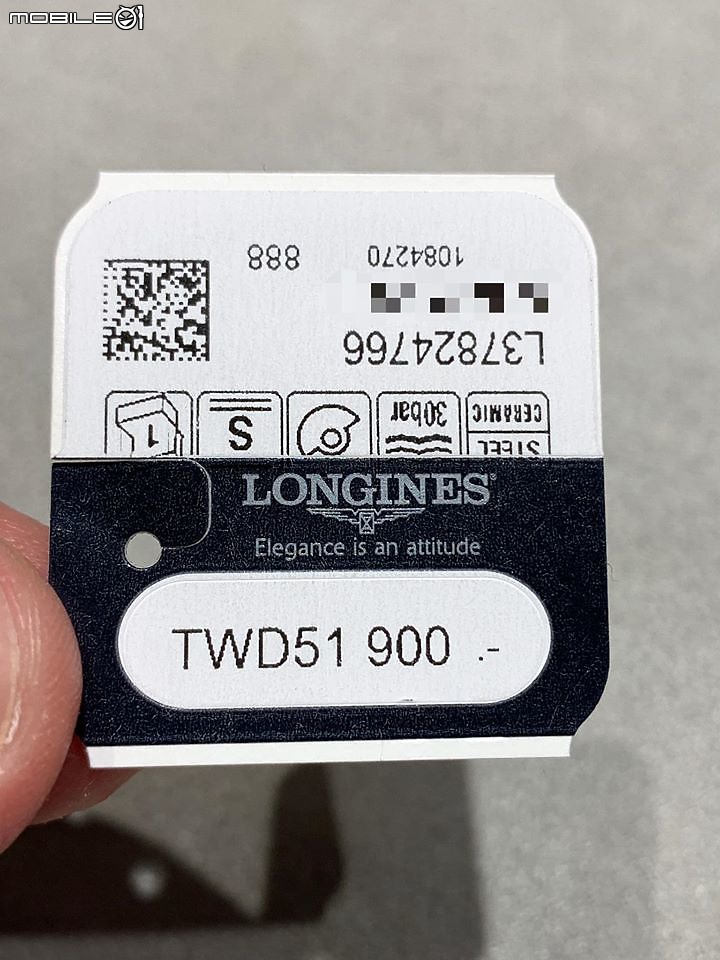 MOBILE01
1084270 888
L37824766
STEEL
CERAMIC
30bar
S
1
LONGINES
Elegance is an attitude
TWD51 900 .-